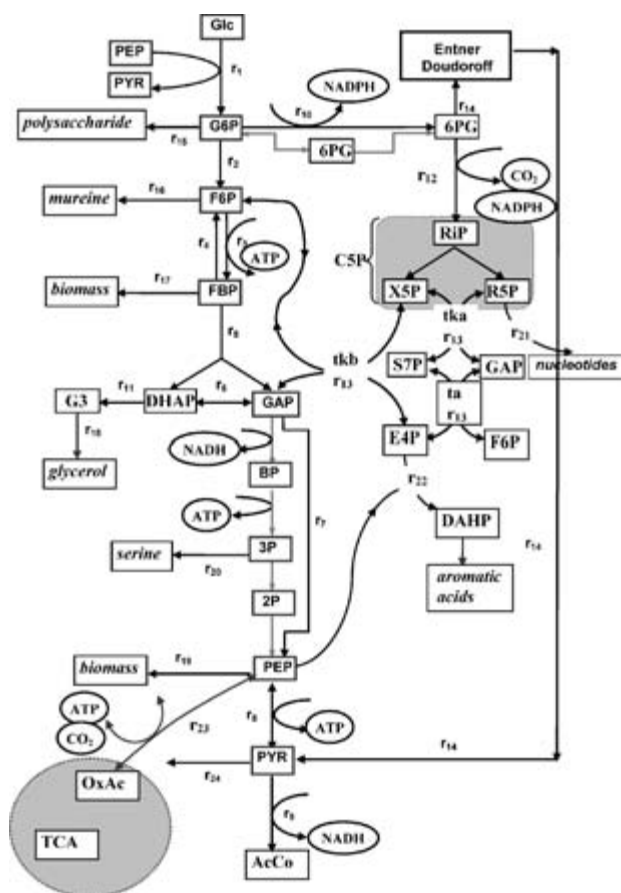 Glc
PEP
PYR
r₁
NADPH
Entner
Doudoroff
r₁₄
polysaccharide
r₁₅
G6P
r₁₀
6PG
6PG
r₂
r₁₂
CO₂
NADPH
mureine
r₁₆
F6P
RiP
C5P
r₄
r₃
ATP
biomass
r₁₇
FBP
X5P
R5P
tka
r₁₃
r₂₁
tkb
r₁₃
S7P
GAP
nucleotides
ta
r₁₃
G3
r₁₁
DHAP
GAP
E4P
F6P
r₁₈
NADH
glycerol
BP
r₂₂
ATP
r₇
DAHP
serine
r₂₀
3P
r₁₄
aromatic
acids
2P
biomass
r₁₉
PEP
ATP
CO₂
r₂₃
r₈
ATP
OxAc
r₂₄
PYR
r₁₄
TCA
r₉
NADH
AcCo